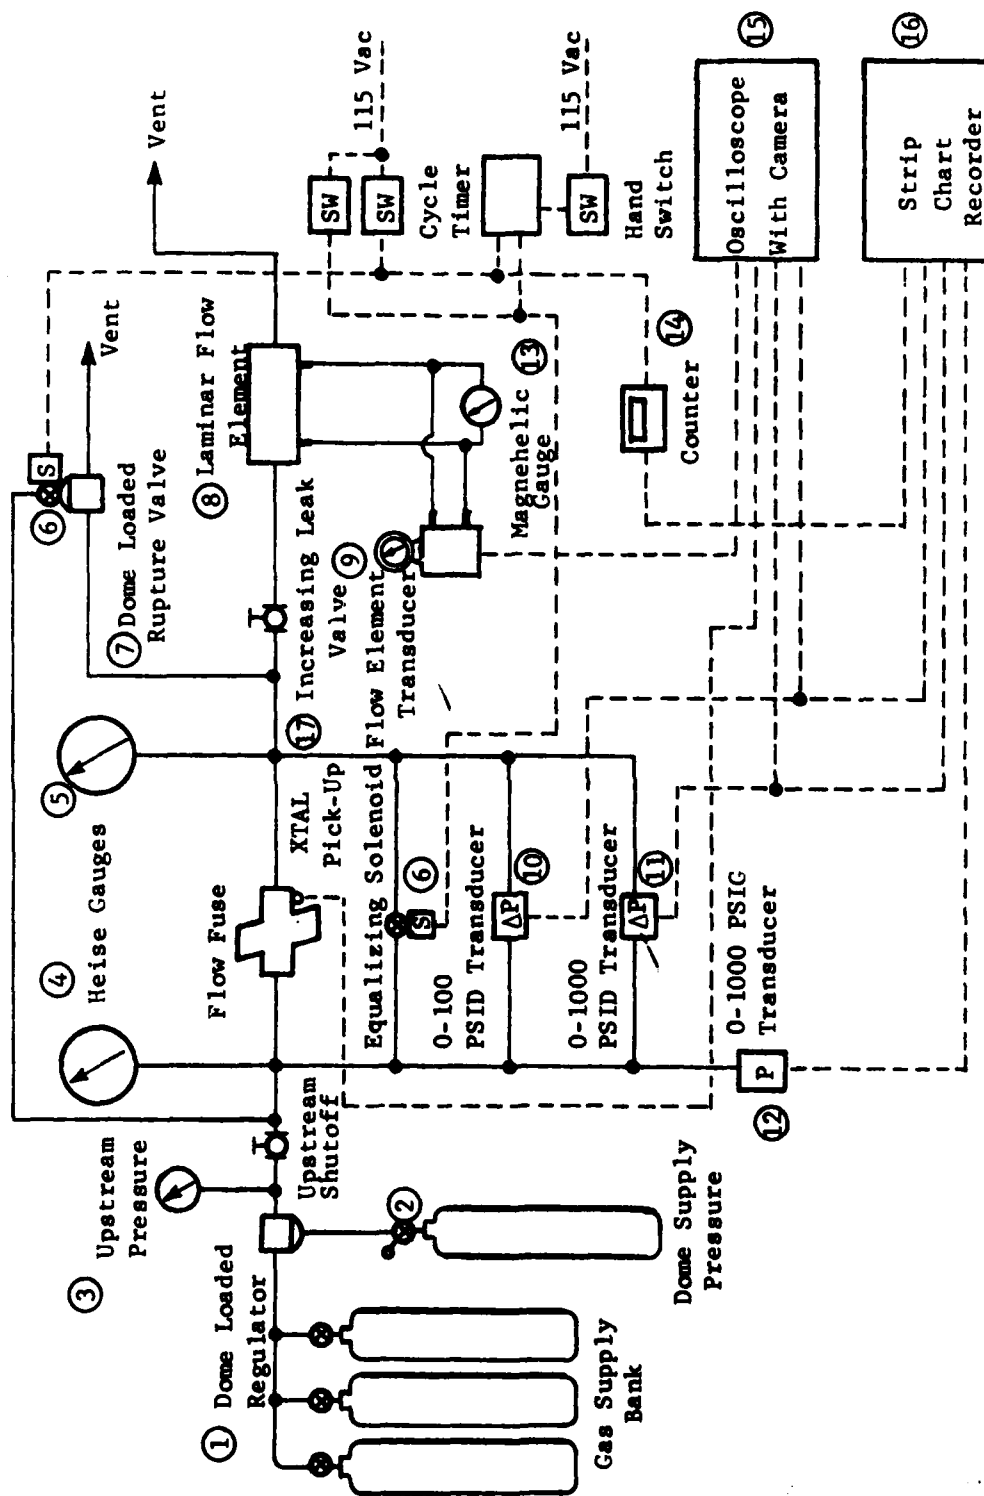 ③ Upstream
Pressure
① Dome Loaded
Regulator
Gas Supply
Bank
②
Dome Supply
Pressure
Upstream
Shutoff
④
Heise Gauges
⑤
Flow Fuse
XTAL
Pick-Up
Equalizing Solenoid
⑥
S
0-100
PSID Transducer
⑩
ΔP
0-1000
PSID Transducer
⑪
ΔP
0-1000 PSIG
Transducer
P
⑫
⑥
S
⑦ Dome Loaded
Rupture Valve
Vent
⑰ Increasing Leak
Valve
⑧ Laminar Flow
Element
Vent
⑨
Flow Element
Transducer
Magnehelic
Gauge
⑬
SW
SW
115 Vac
Cycle
Timer
SW
115 Vac
Hand
Switch
⑭
Counter
⑮
Oscilloscope
With Camera
⑯
Strip
Chart
Recorder